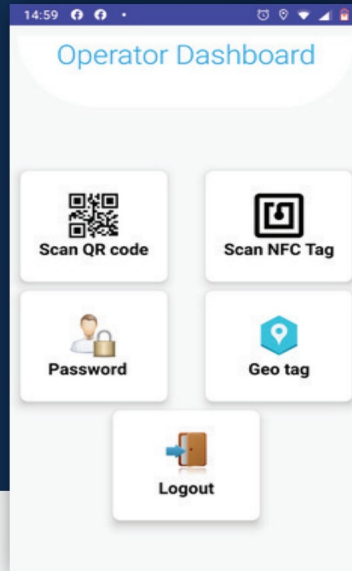 14:59
Operator Dashboard
Scan QR code
Scan NFC Tag
Password
Geo tag
Logout